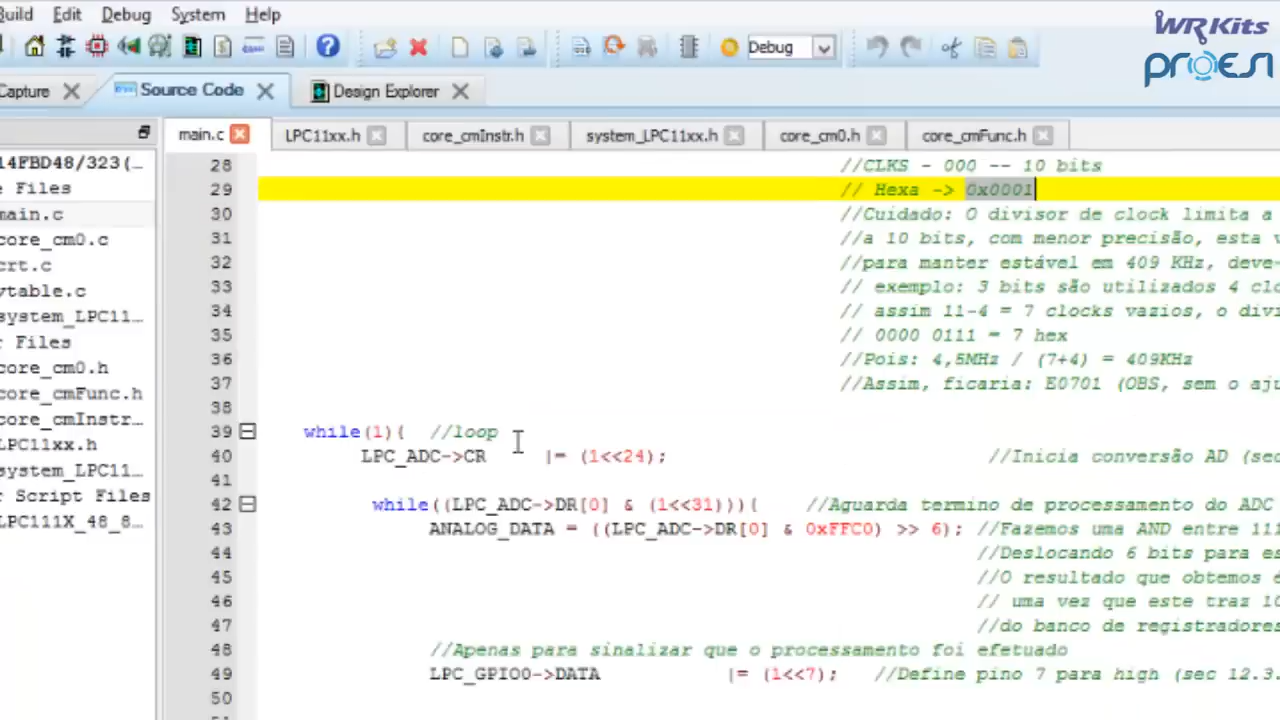 Build Edit Debug System Help
WR Kits
PROESI
Debug
Capture Source Code Design Explorer
main.c LPC11xx.h core_cmInstr.h system_LPC11xx.h core_cm0.h core_cmFunc.h
14FBD48/323(…
e Files
main.c
core_cm0.c
crt.c
vtable.c
system_LPC11…
r Files
core_cm0.h
core_cmFunc.h
core_cmInstr…
LPC11xx.h
system_LPC11…
r Script Files
LPC111X_48_8…
28 //CLKS - 000 -- 10 bits
29 // Hexa -> 0x0001
30 //Cuidado: O divisor de clock limita a
31 //a 10 bits, com menor precisão, esta v
32 //para manter estável em 409 KHz, deve-
33 // exemplo: 3 bits são utilizados 4 clo
34 // assim 11-4 = 7 clocks vazios, o divi
35 // 0000 0111 = 7 hex
36 //Pois: 4,5MHz / (7+4) = 409KHz
37 //Assim, ficaria: E0701 (OBS, sem o aju
38
39 while(1){ //loop
40 LPC_ADC->CR |= (1<<24); //Inicia conversão AD (sec
41
42 while((LPC_ADC->DR[0] & (1<<31))){ //Aguarda termino de processamento do ADC
43 ANALOG_DATA = ((LPC_ADC->DR[0] & 0xFFC0) >> 6); //Fazemos uma AND entre 111
44 //Deslocando 6 bits para es
45 //O resultado que obtemos é
46 // uma vez que este traz 10
47 //do banco de registradores
48 //Apenas para sinalizar que o processamento foi efetuado
49 LPC_GPIO0->DATA |= (1<<7); //Define pino 7 para high (sec 12.3.
50